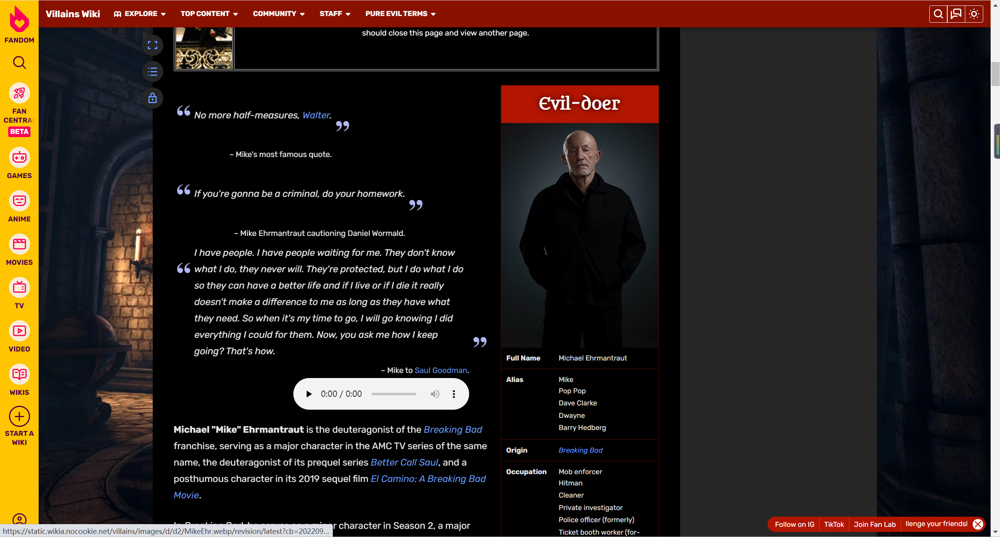 Villains Wiki
EXPLORE
TOP CONTENT
COMMUNITY
STAFF
PURE EVIL TERMS
FANDOM
FAN
CENTRAL
BETA
GAMES
ANIME
MOVIES
TV
VIDEO
WIKIS
START A
WIKI
should close this page and view another page.
“ No more half-measures, Walter. ”
~ Mike's most famous quote.
“ If you're gonna be a criminal, do your homework. ”
~ Mike Ehrmantraut cautioning Daniel Wormald.
I have people. I have people waiting for me. They don't know
“ what I do, they never will. They're protected, but I do what I do
so they can have a better life and if I live or if I die it really
doesn't make a difference to me as long as they have what
they need. So when it's my time to go, I will go knowing I did
everything I could for them. Now, you ask me how I keep
going? That's how. ”
~ Mike to Saul Goodman.
0:00 / 0:00
Michael "Mike" Ehrmantraut is the deuteragonist of the Breaking Bad
franchise, serving as a major character in the AMC TV series of the same
name, the deuteragonist of its prequel series Better Call Saul, and a
posthumous character in its 2019 sequel film El Camino: A Breaking Bad
Movie.
In Breaking Bad, he serves as a minor character in Season 2, a major
Evil-doer
Full Name Michael Ehrmantraut
Alias Mike
Pop Pop
Dave Clarke
Dwayne
Barry Hedberg
Origin Breaking Bad
Occupation Mob enforcer
Hitman
Cleaner
Private investigator
Police officer (formerly)
Ticket booth worker (for-
Follow on IG
TikTok
Join Fan Lab
llenge your friends!
https://static.wikia.nocookie.net/villains/images/d/d2/MikeEhr.webp/revision/latest?cb=202209...